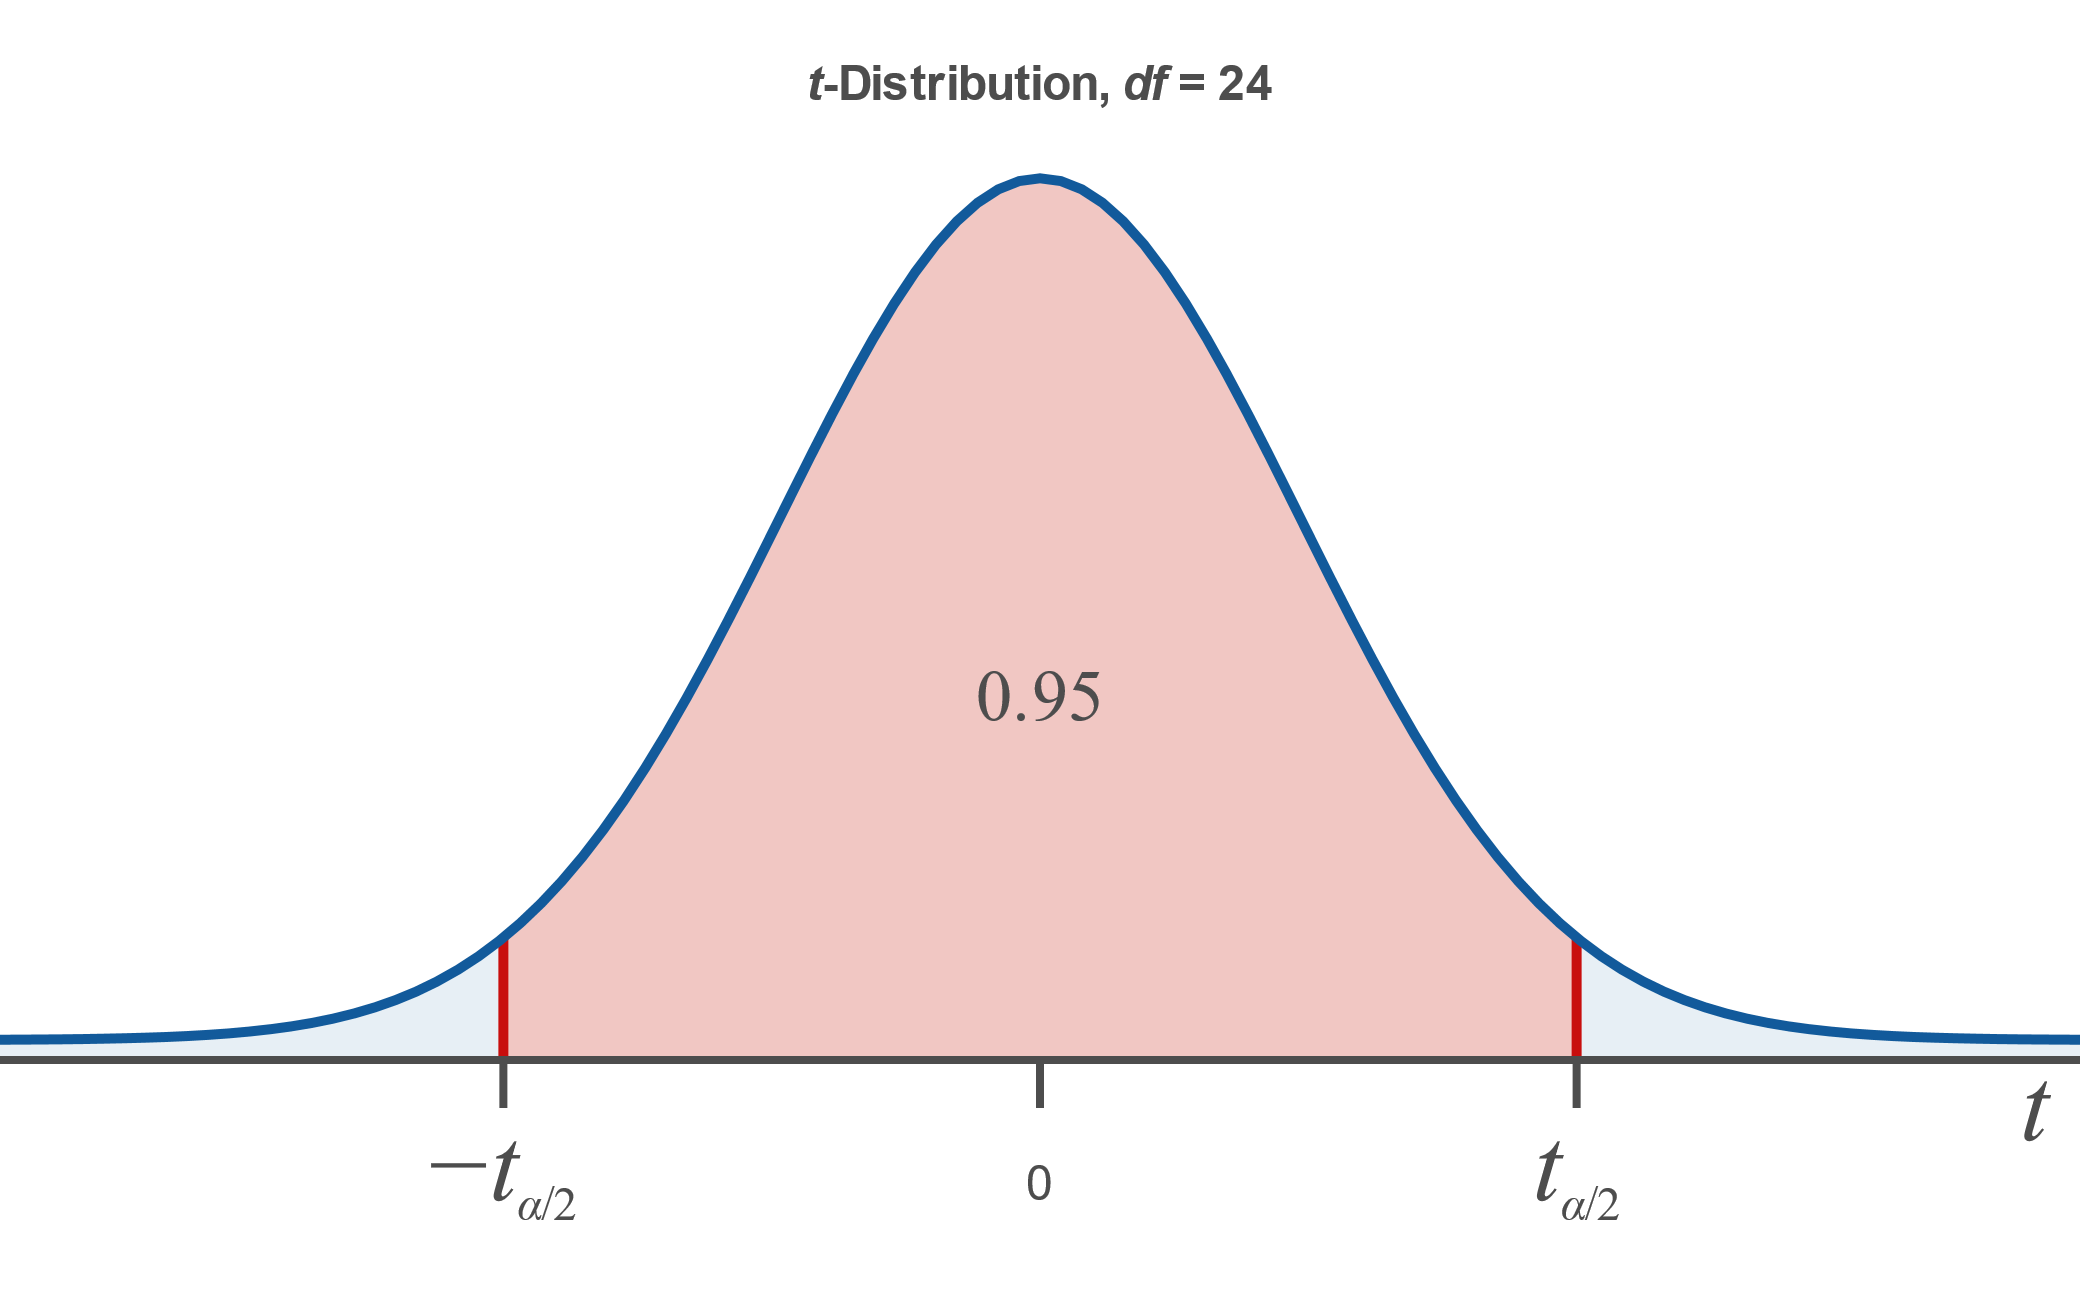 t-Distribution, df = 24
0.95
t
−tα/2
0
tα/2